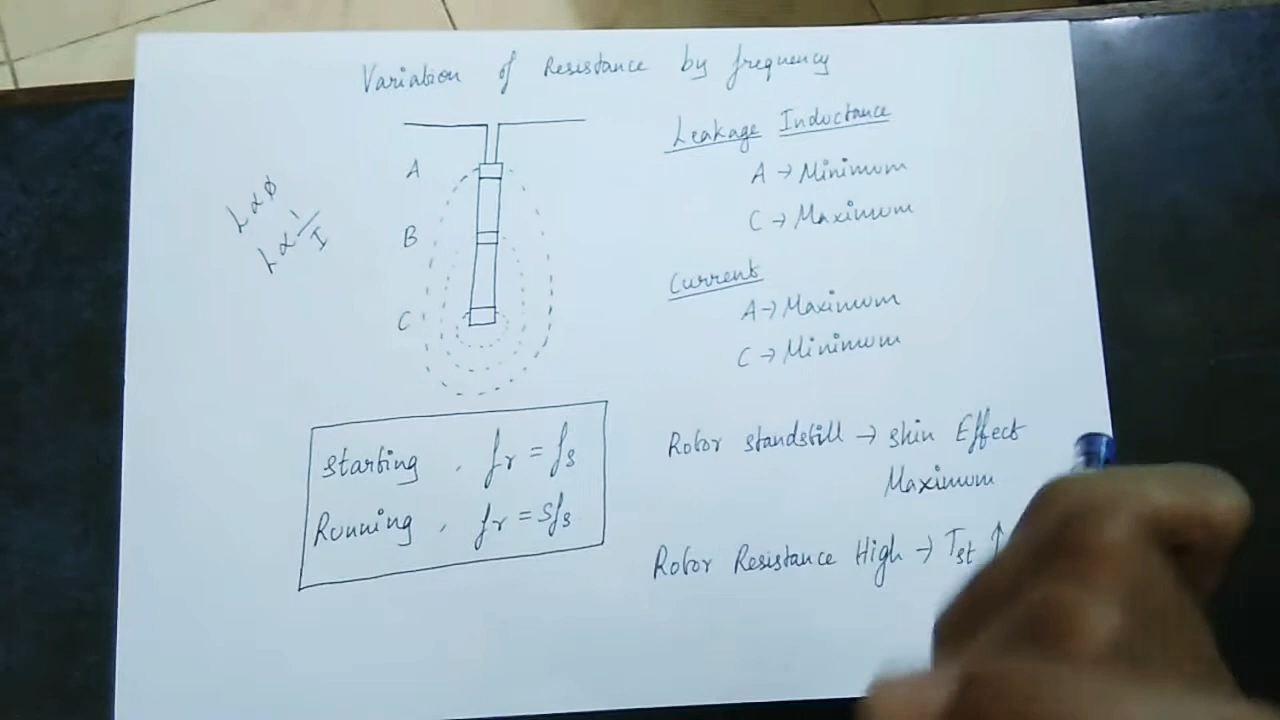 Variation of Resistance by frequency
A
B
C
L α φ
L α 1/I
Leakage Inductance
A → Minimum
C → Maximum
Current
A → Maximum
C → Minimum
starting , fr = fs
Running , fr = sfs
Rotor standstill → skin Effect
Maximum
Rotor Resistance High → Tst ↑